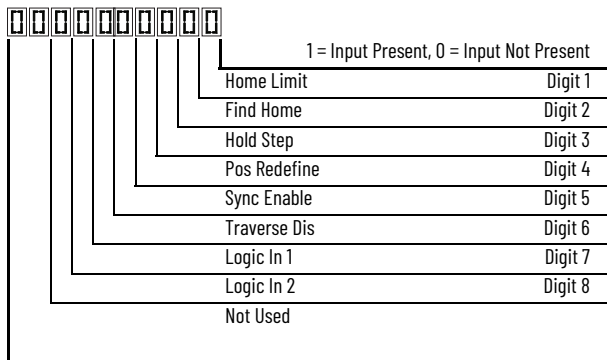 0000000000
1 = Input Present, 0 = Input Not Present
Home Limit Digit 1
Find Home Digit 2
Hold Step Digit 3
Pos Redefine Digit 4
Sync Enable Digit 5
Traverse Dis Digit 6
Logic In 1 Digit 7
Logic In 2 Digit 8
Not Used